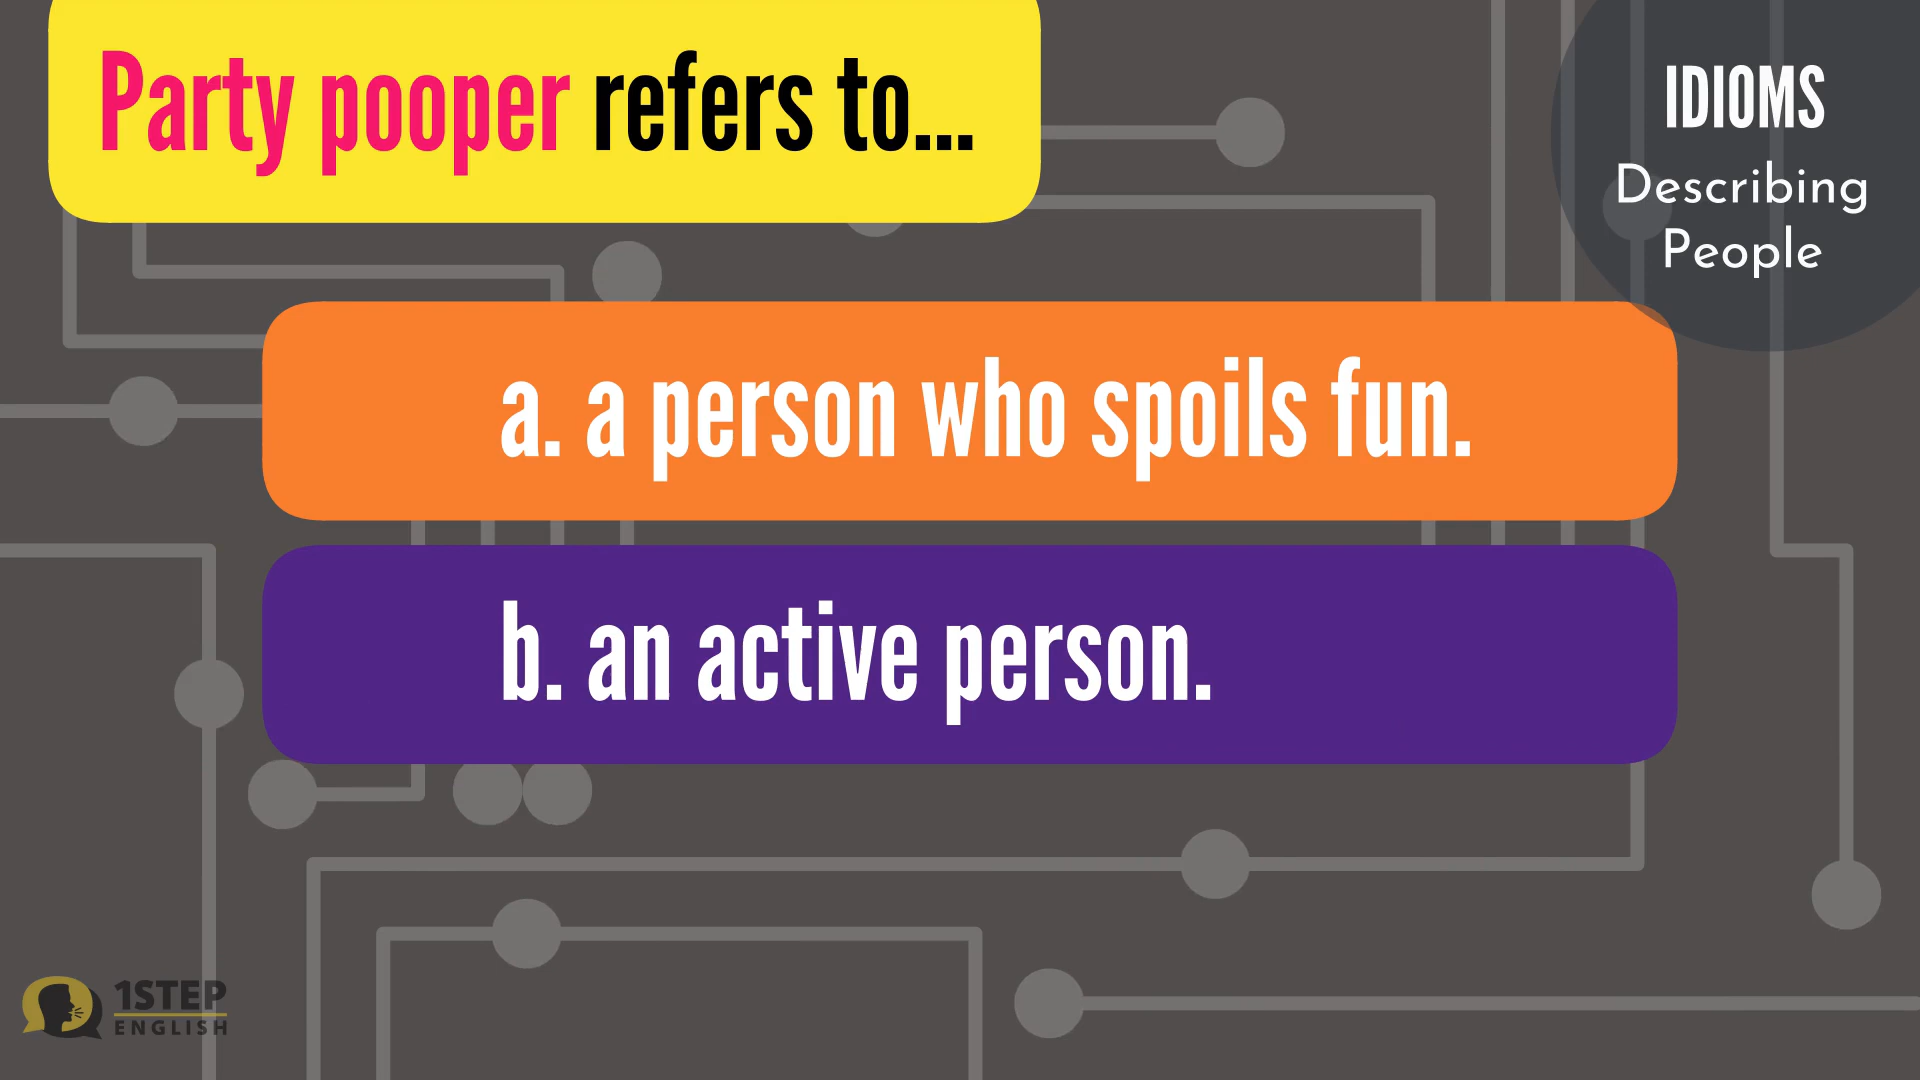 Party pooper refers to...
IDIOMS
Describing
People
a. a person who spoils fun.
b. an active person.
1STEP
ENGLISH